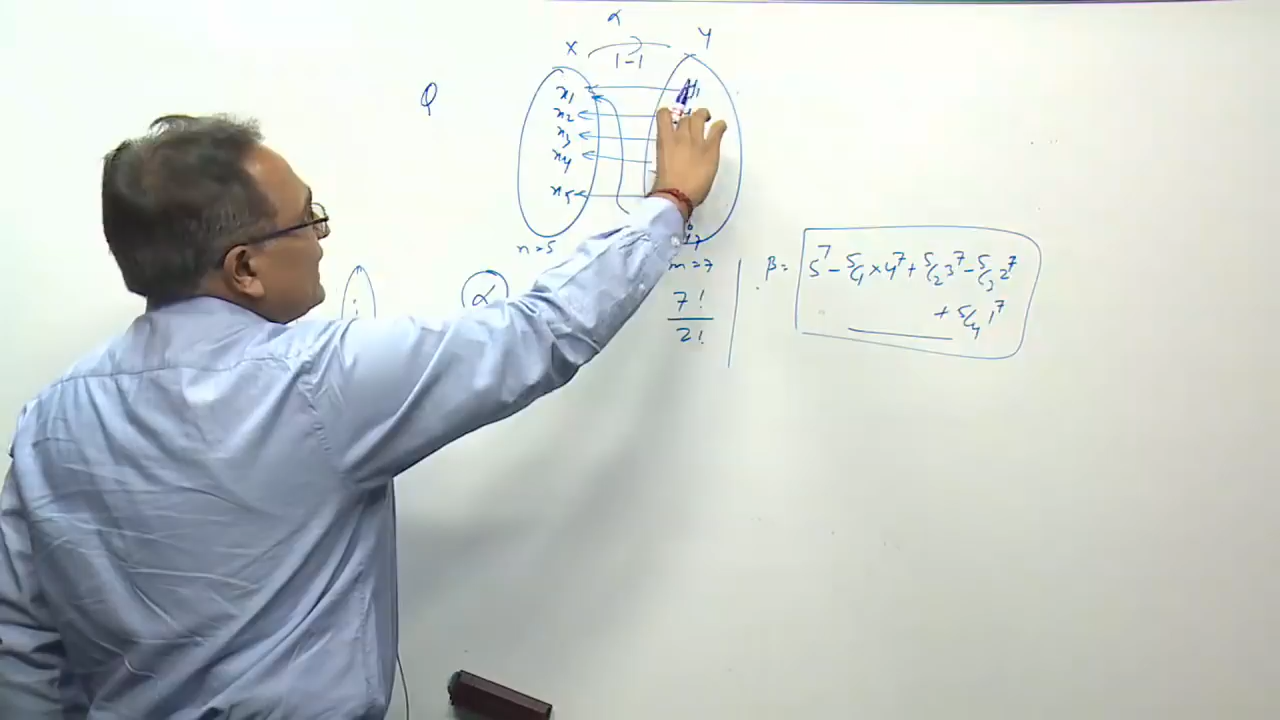 α
X Y
1-1
Q
x₁ y₁
x₂
x₃
x₄
x₅
n = 5
m = 7
α
7!
2!
β = 5⁷ - ⁵C₁ × 4⁷ + ⁵C₂ 3⁷ - ⁵C₃ 2⁷
+ ⁵C₄ 1⁷